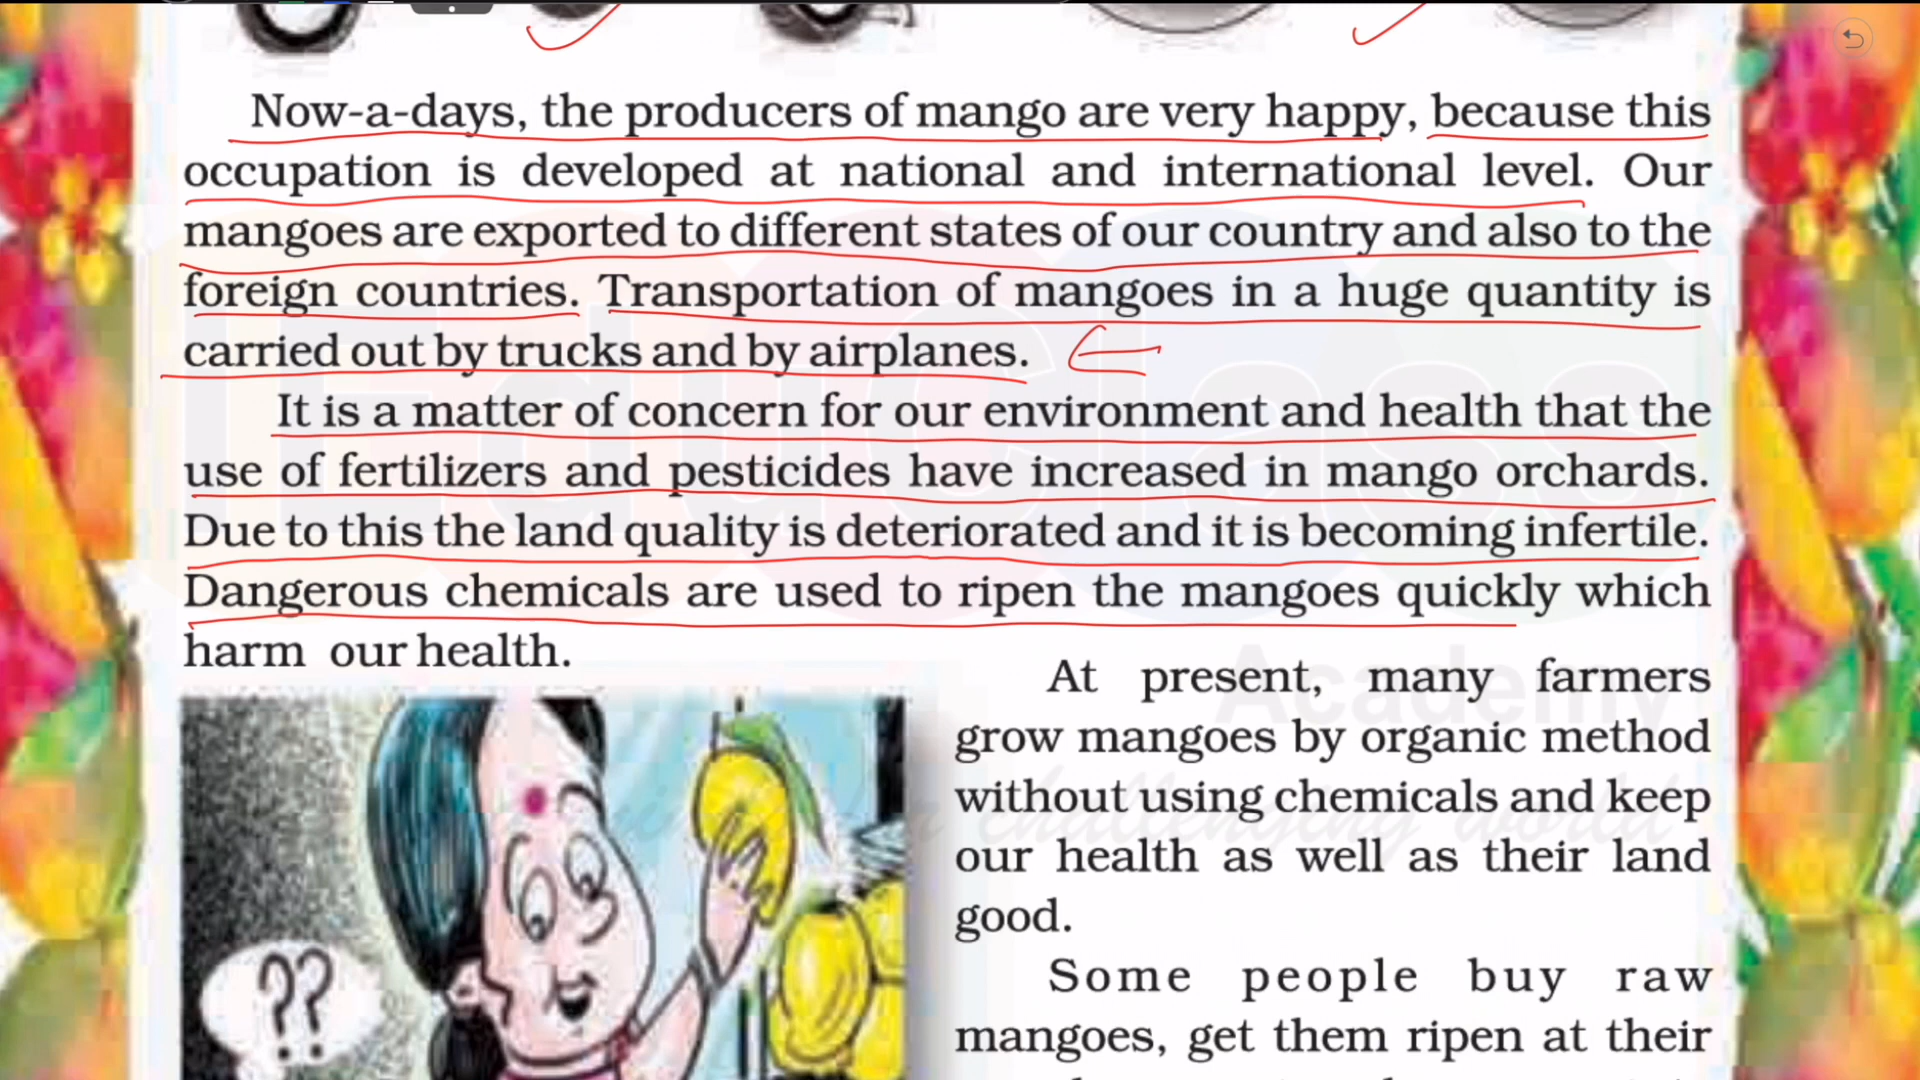 Now-a-days, the producers of mango are very happy, because this
occupation is developed at national and international level. Our
mangoes are exported to different states of our country and also to the
foreign countries. Transportation of mangoes in a huge quantity is
carried out by trucks and by airplanes.
It is a matter of concern for our environment and health that the
use of fertilizers and pesticides have increased in mango orchards.
Due to this the land quality is deteriorated and it is becoming infertile.
Dangerous chemicals are used to ripen the mangoes quickly which
harm our health.
At present, many farmers
grow mangoes by organic method
without using chemicals and keep
our health as well as their land
good.
Some people buy raw
mangoes, get them ripen at their
??
EduClass
Academy
challenging world